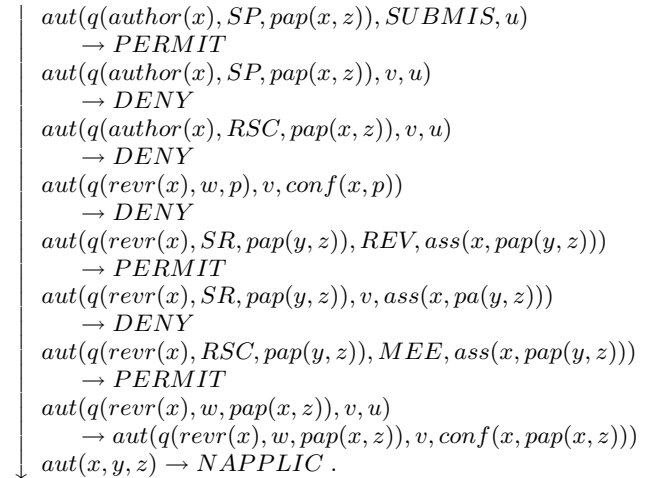 aut(q(author(x), SP, pap(x, z)), SUBMIS, u)
→ PERMIT
aut(q(author(x), SP, pap(x, z)), v, u)
→ DENY
aut(q(author(x), RSC, pap(x, z)), v, u)
→ DENY
aut(q(revr(x), w, p), v, conf(x, p))
→ DENY
aut(q(revr(x), SR, pap(y, z)), REV, ass(x, pap(y, z)))
→ PERMIT
aut(q(revr(x), SR, pap(y, z)), v, ass(x, pa(y, z)))
→ DENY
aut(q(revr(x), RSC, pap(y, z)), MEE, ass(x, pap(y, z)))
→ PERMIT
aut(q(revr(x), w, pap(x, z)), v, u)
→ aut(q(revr(x), w, pap(x, z)), v, conf(x, pap(x, z)))
aut(x, y, z) → NAPPLIC .